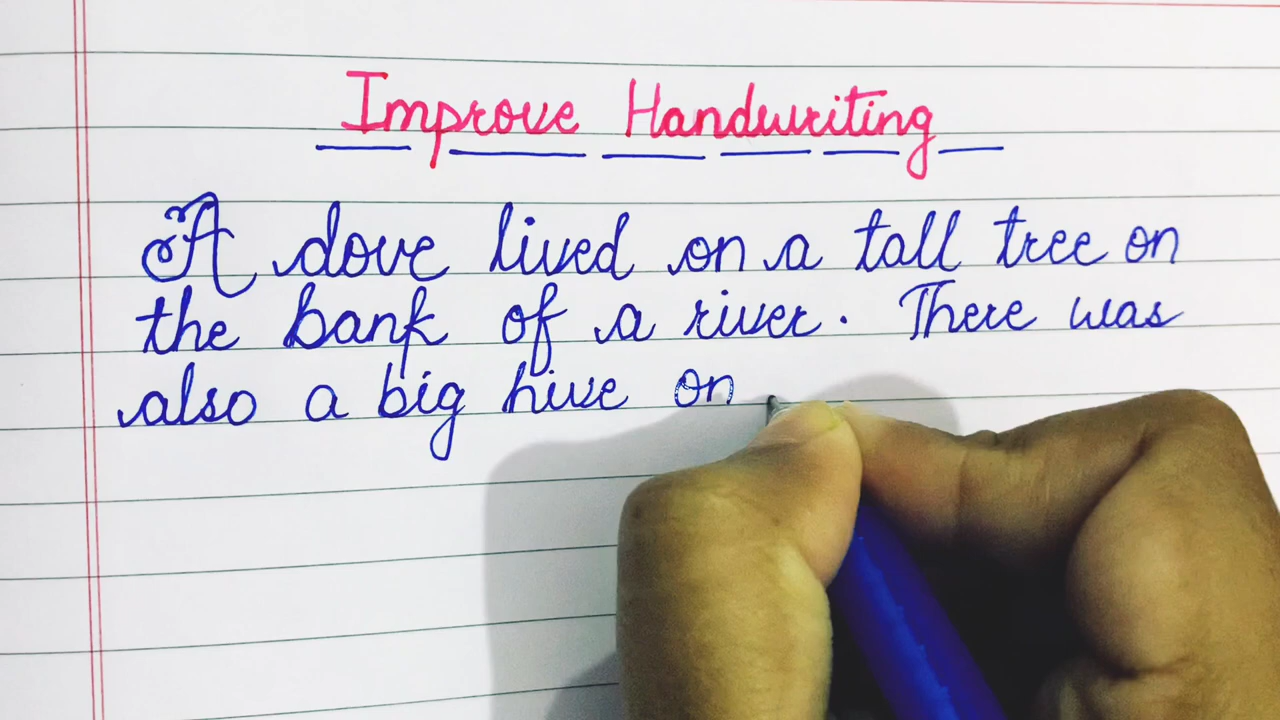 Improve Handwriting
A dove lived on a tall tree on
the bank of a river. There was
also a big hive on